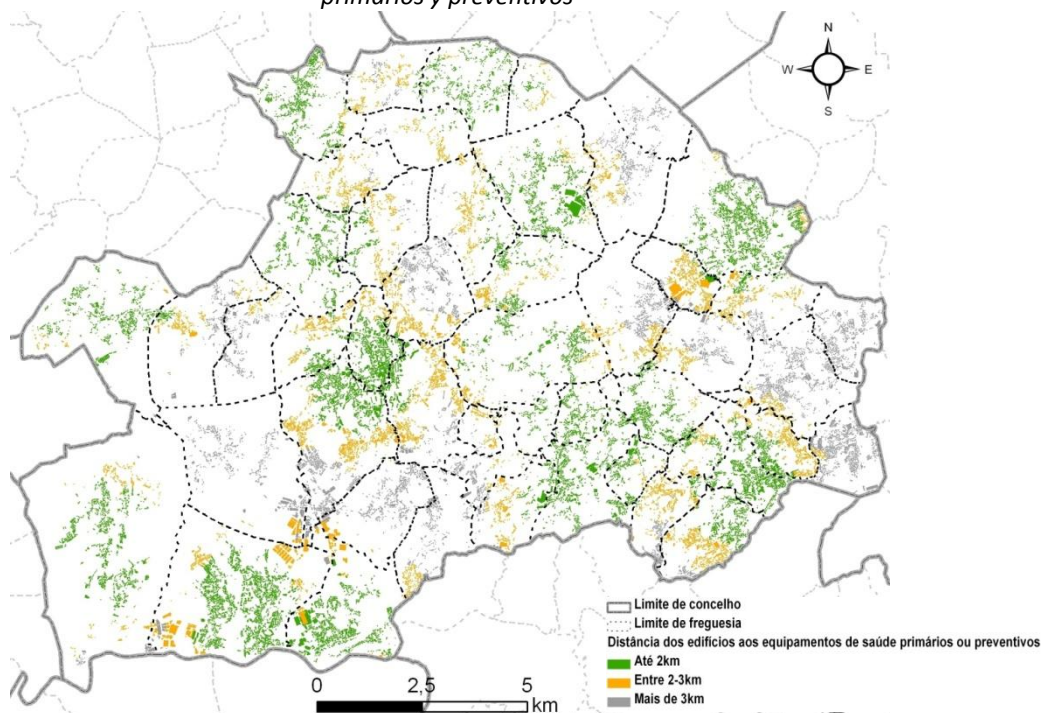 primarios y preventivos
N
W E
S
Limite de concelho
Limite de freguesia
Distância dos edifícios aos equipamentos de saúde primários ou preventivos
Até 2km
Entre 2-3km
Mais de 3km
0 2,5 5
km